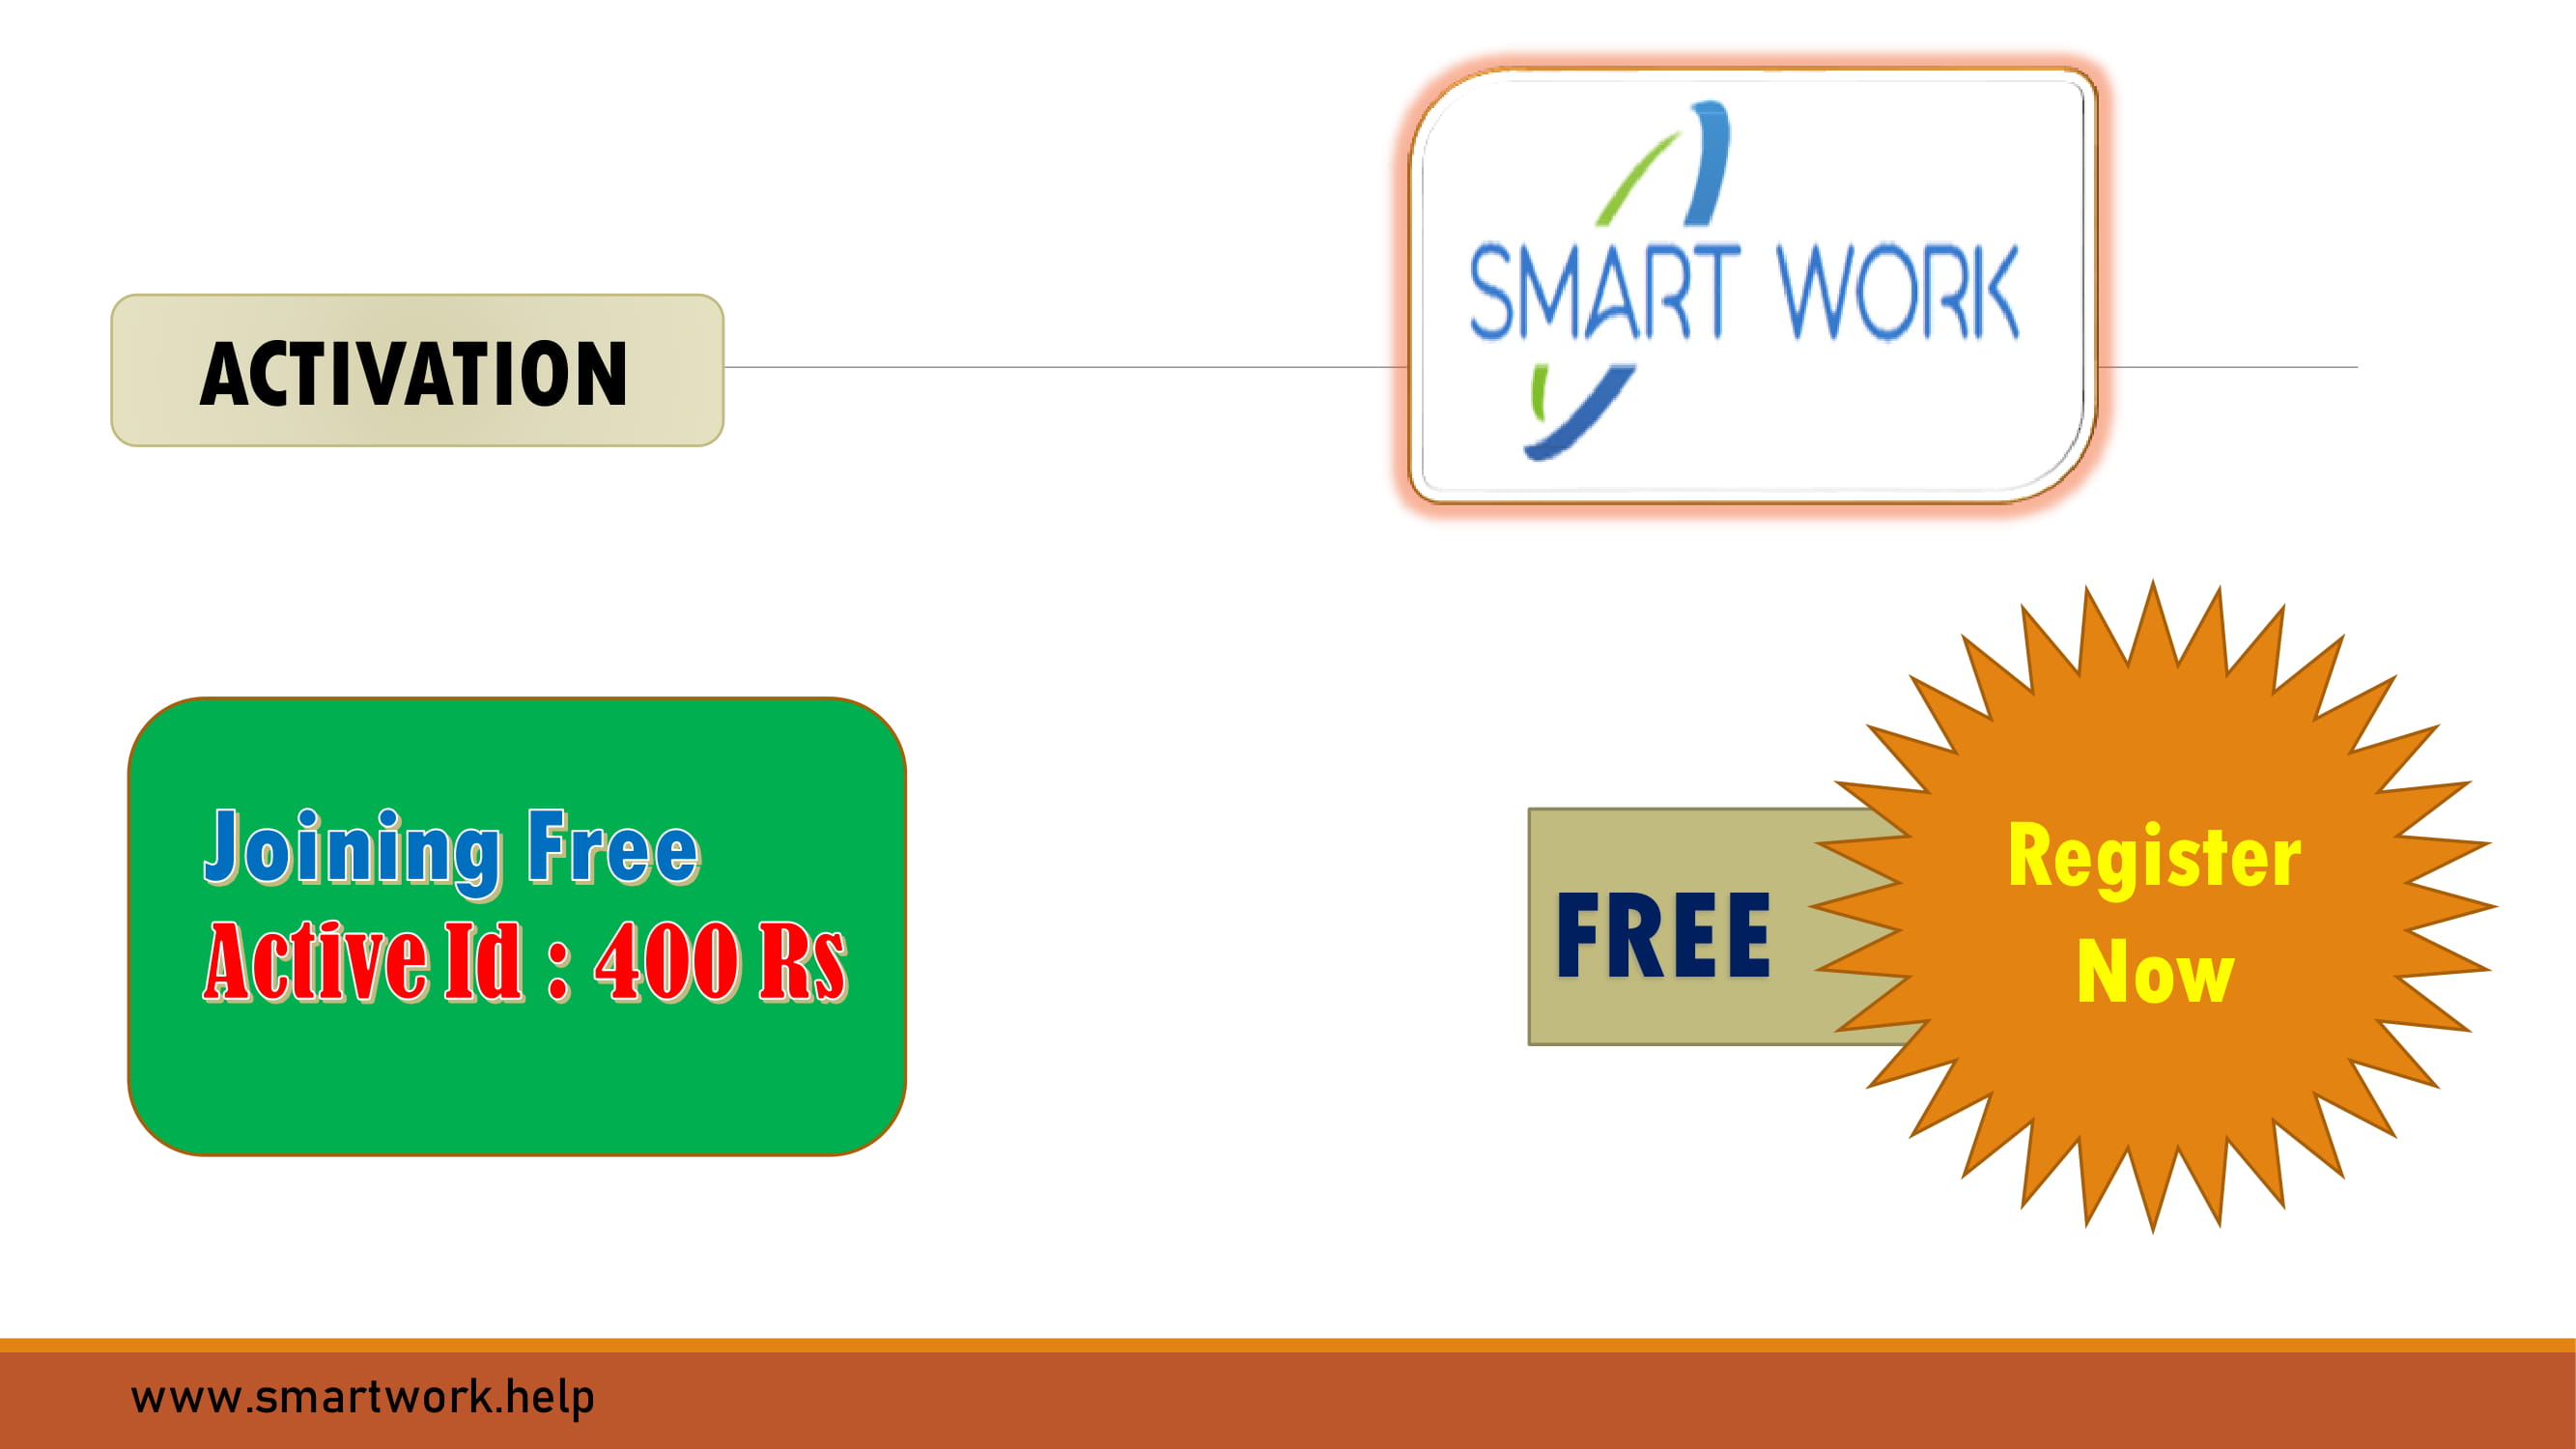 SMART WORK
ACTIVATION
Joining Free
Active Id : 400 Rs
FREE
Register
Now
www.smartwork.help